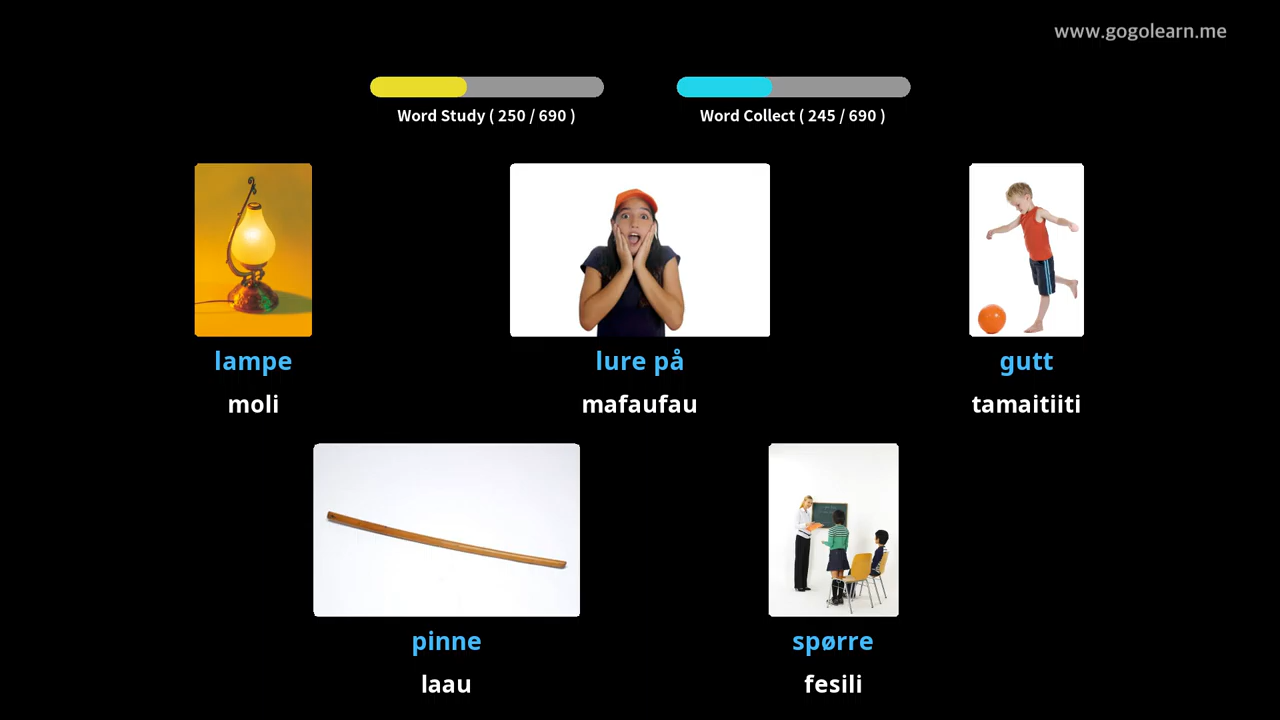 www.gogolearn.me
Word Study ( 250 / 690 )
Word Collect ( 245 / 690 )
lampe
lure på
gutt
moli
mafaufau
tamaitiiti
pinne
spørre
laau
fesili